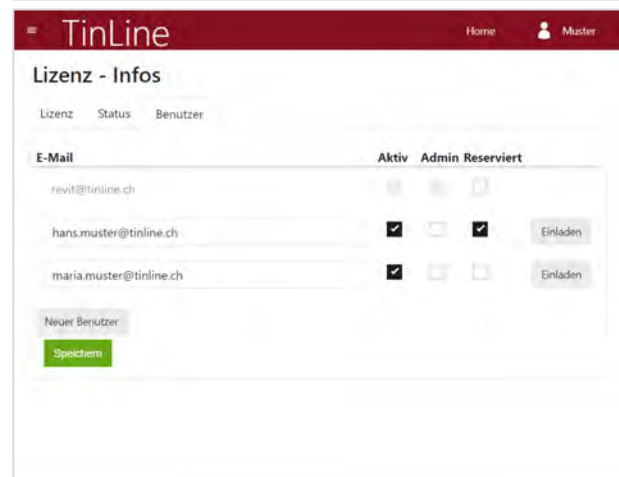 TinLine Home Muster
Lizenz - Infos
Lizenz Status Benutzer
E-Mail Aktiv Admin Reserviert
revit@tinline.ch
hans.muster@tinline.ch Einladen
maria.muster@tinline.ch Einladen
Neuer Benutzer
Speichern